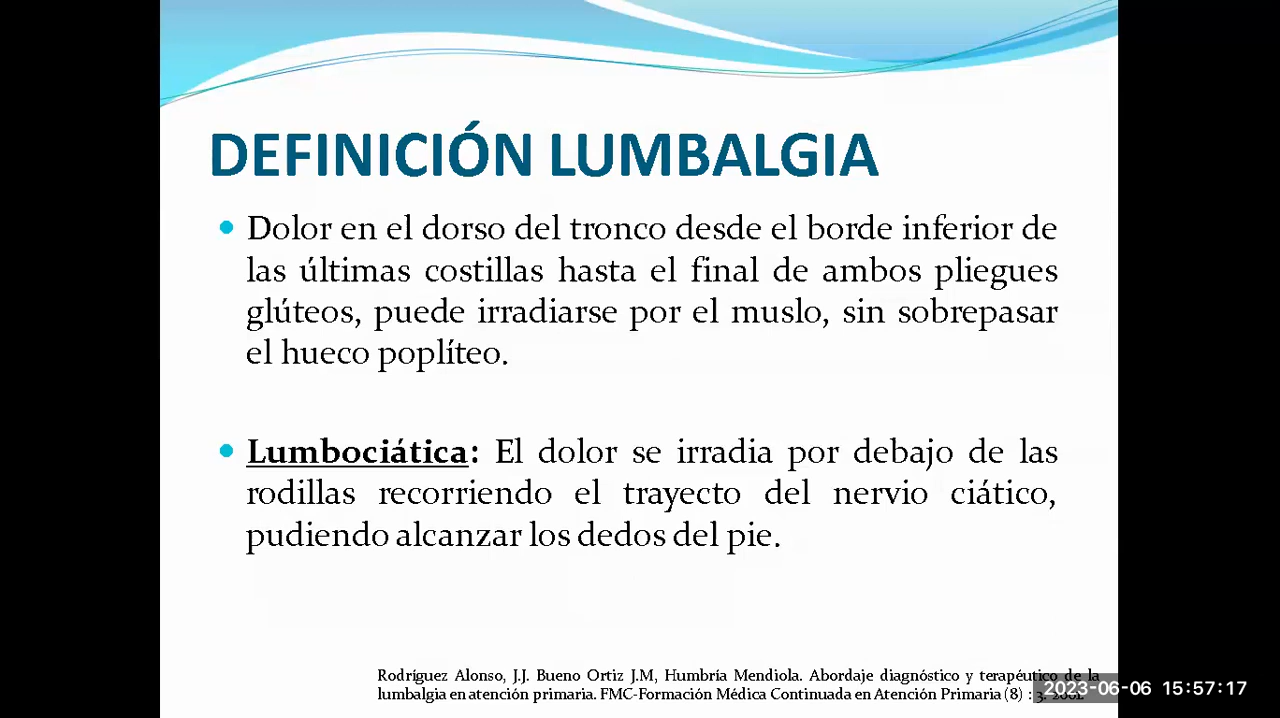 DEFINICIÓN LUMBALGIA
Dolor en el dorso del tronco desde el borde inferior de
las últimas costillas hasta el final de ambos pliegues
glúteos, puede irradiarse por el muslo, sin sobrepasar
el hueco poplíteo.
Lumbociática: El dolor se irradia por debajo de las
rodillas recorriendo el trayecto del nervio ciático,
pudiendo alcanzar los dedos del pie.
Rodríguez Alonso, J.J. Bueno Ortiz J.M, Humbría Mendiola. Abordaje diagnóstico y terapéutico de la
lumbalgia en atención primaria. FMC-Formación Médica Continuada en Atención Primaria (8) : 3.
2023-06-06 15:57:17